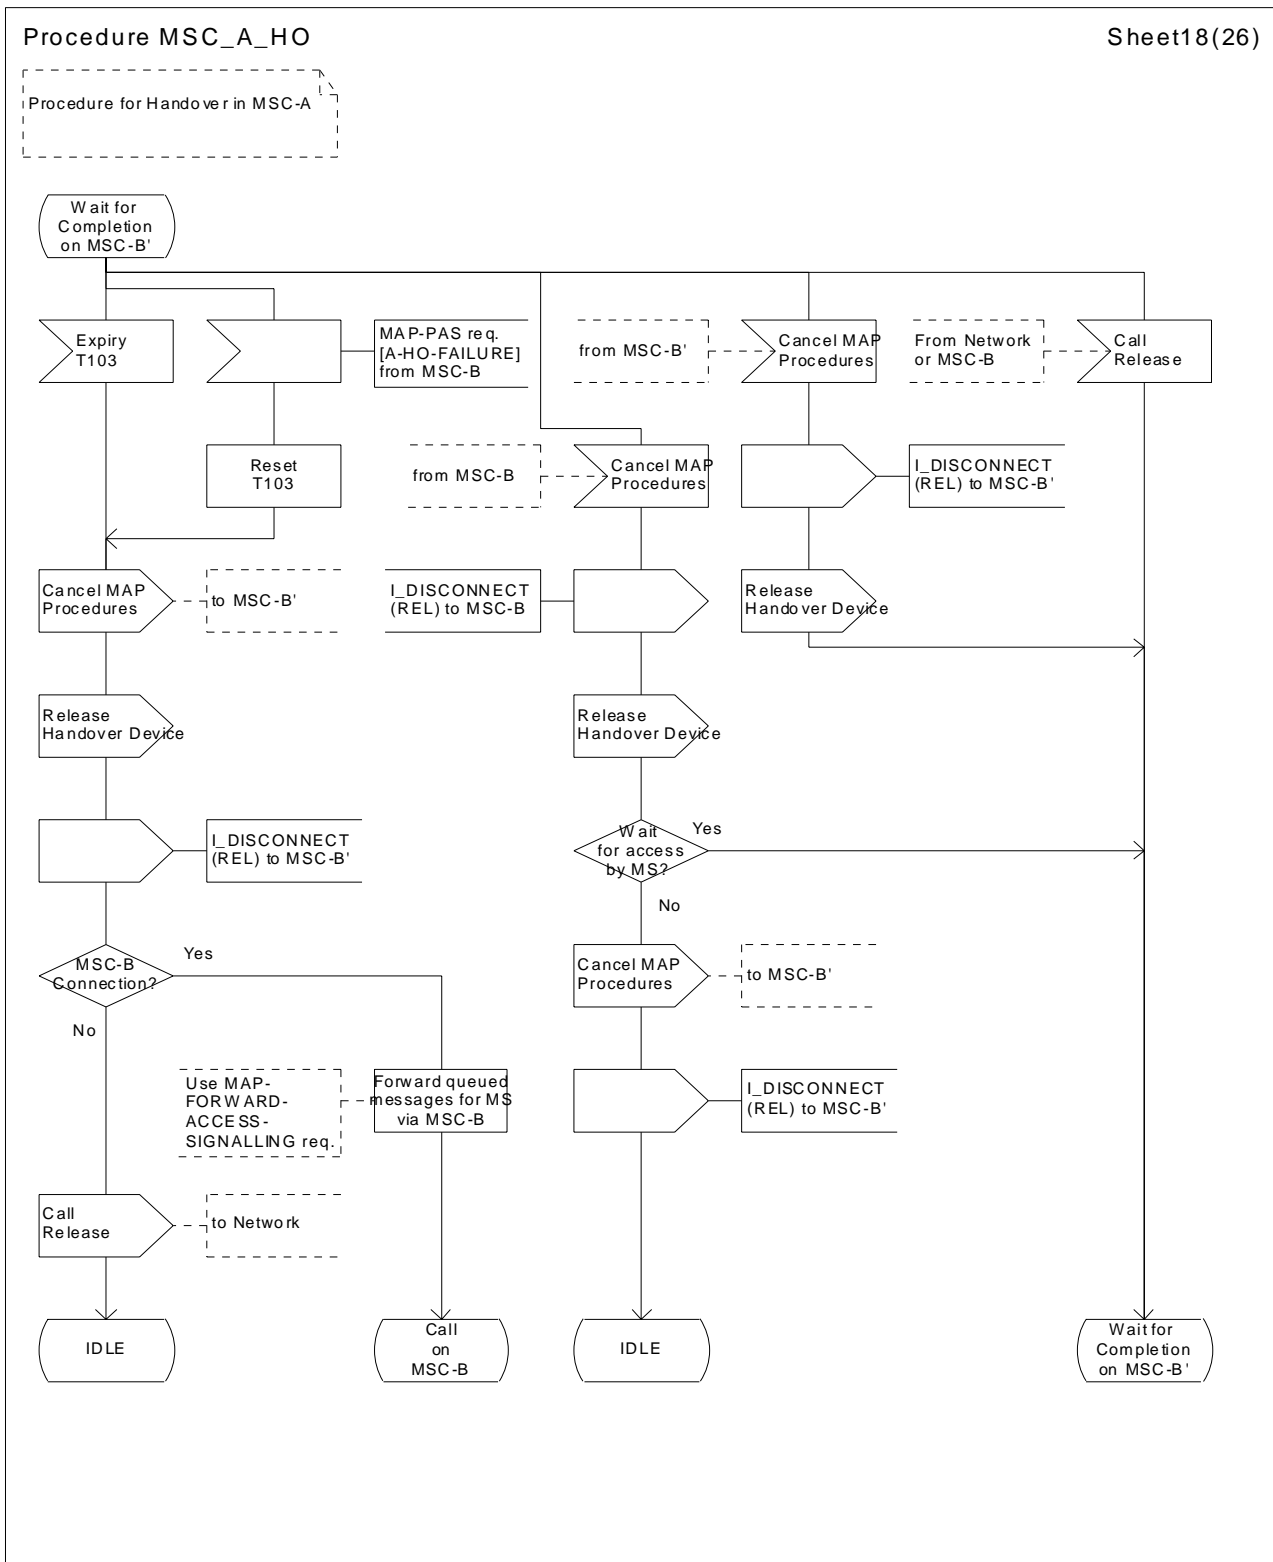 Procedure MSC_A_HO
Sheet18(26)
Procedure for Handover in MSC-A
Wait for
Completion
on MSC-B'
Expiry
T103
MAP-PAS req.
[A-HO-FAILURE]
from MSC-B
from MSC-B'
Cancel MAP
Procedures
From Network
or MSC-B
Call
Release
Reset
T103
from MSC-B
Cancel MAP
Procedures
I_DISCONNECT
(REL) to MSC-B'
Cancel MAP
Procedures
to MSC-B'
I_DISCONNECT
(REL) to MSC-B
Release
Handover Device
Release
Handover Device
Release
Handover Device
I_DISCONNECT
(REL) to MSC-B'
Wait
for access
by MS?
Yes
No
MSC-B
Connection?
Yes
No
Cancel MAP
Procedures
to MSC-B'
Use MAP-
FORWARD-
ACCESS-
SIGNALLING req.
Forward queued
messages for MS
via MSC-B
I_DISCONNECT
(REL) to MSC-B'
Call
Release
to Network
IDLE
Call
on
MSC-B
IDLE
Wait for
Completion
on MSC-B'